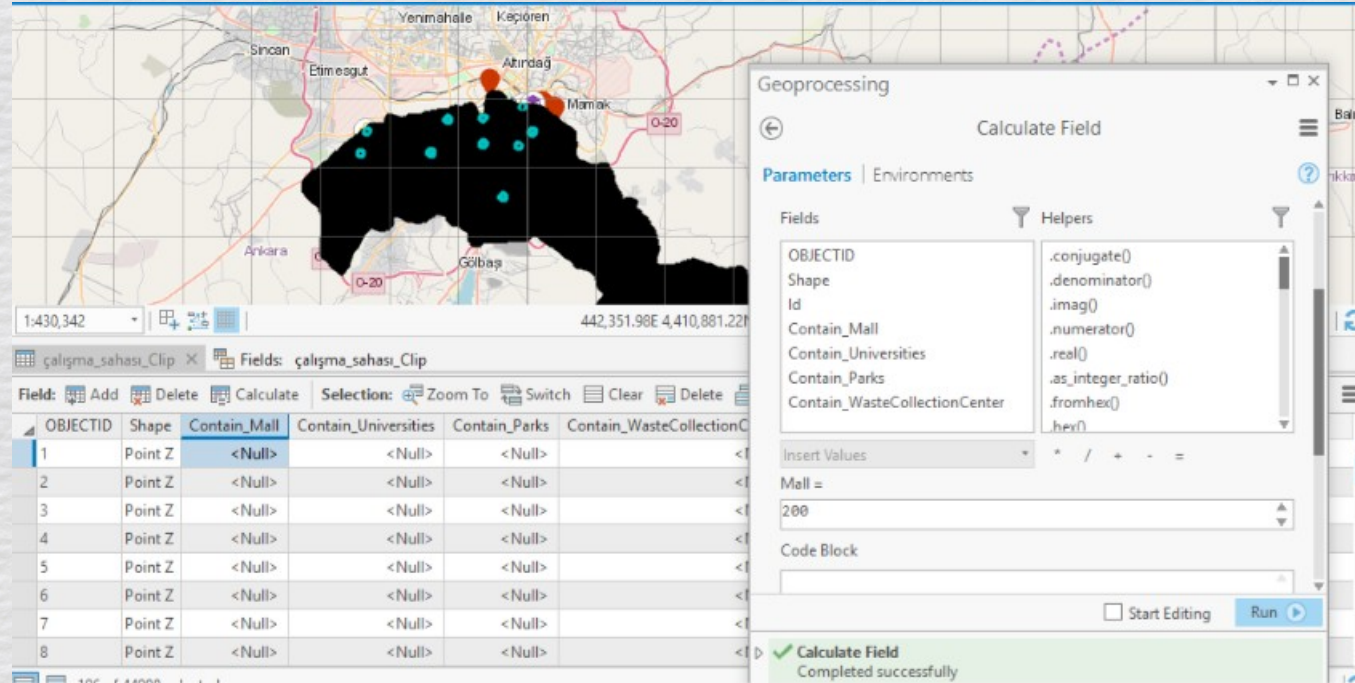 Yenimahalle
Keçiören
Sincan
Etimesgut
Altındağ
Mamak
O-20
Ankara
O-20
Gölbaşı
1:430,342
442,351.98E 4,410,881.22N
çalışma_sahası_Clip
Fields: çalışma_sahası_Clip
Field: Add Delete Calculate Selection: Zoom To Switch Clear Delete
OBJECTID Shape Contain_Mall Contain_Universities Contain_Parks Contain_WasteCollectionC
1 Point Z <Null> <Null> <Null>
2 Point Z <Null> <Null> <Null>
3 Point Z <Null> <Null> <Null>
4 Point Z <Null> <Null> <Null>
5 Point Z <Null> <Null> <Null>
6 Point Z <Null> <Null> <Null>
7 Point Z <Null> <Null> <Null>
8 Point Z <Null> <Null> <Null>
Geoprocessing
Calculate Field
Parameters | Environments
Fields
OBJECTID
Shape
Id
Contain_Mall
Contain_Universities
Contain_Parks
Contain_WasteCollectionCenter
Helpers
.conjugate()
.denominator()
.imag()
.numerator()
.real()
.as_integer_ratio()
.fromhex()
.hex()
Insert Values * / + - =
Mall =
200
Code Block
Start Editing Run
Calculate Field
Completed successfully